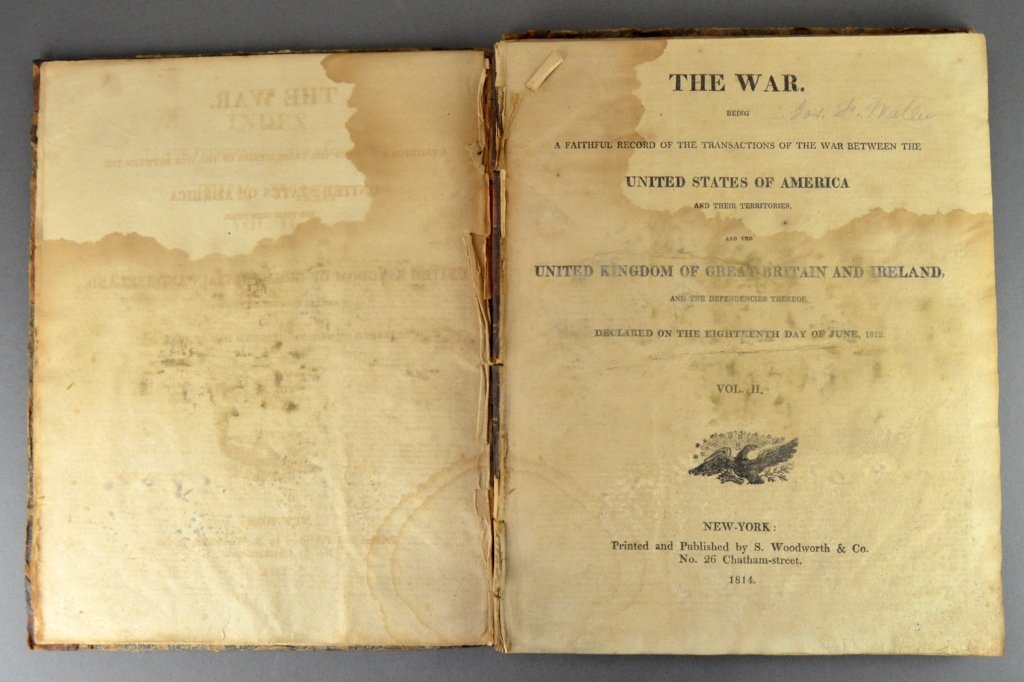 THE WAR.
BEING
A FAITHFUL RECORD OF THE TRANSACTIONS OF THE WAR BETWEEN THE
UNITED STATES OF AMERICA
AND THEIR TERRITORIES,
AND THE
UNITED KINGDOM OF GREAT BRITAIN AND IRELAND,
AND THE DEPENDENCIES THEREOF,
DECLARED ON THE EIGHTEENTH DAY OF JUNE, 1812.
VOL. II.
NEW-YORK:
Printed and Published by S. Woodworth & Co.
No. 26 Chatham-street.
1814.